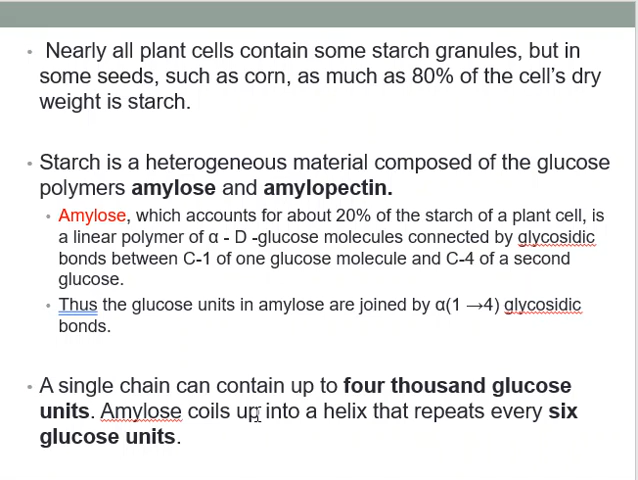 • Nearly all plant cells contain some starch granules, but in
some seeds, such as corn, as much as 80% of the cell’s dry
weight is starch.
• Starch is a heterogeneous material composed of the glucose
polymers amylose and amylopectin.
• Amylose, which accounts for about 20% of the starch of a plant cell, is
a linear polymer of α - D -glucose molecules connected by glycosidic
bonds between C-1 of one glucose molecule and C-4 of a second
glucose.
• Thus the glucose units in amylose are joined by α(1 →4) glycosidic
bonds.
• A single chain can contain up to four thousand glucose
units. Amylose coils up into a helix that repeats every six
glucose units.